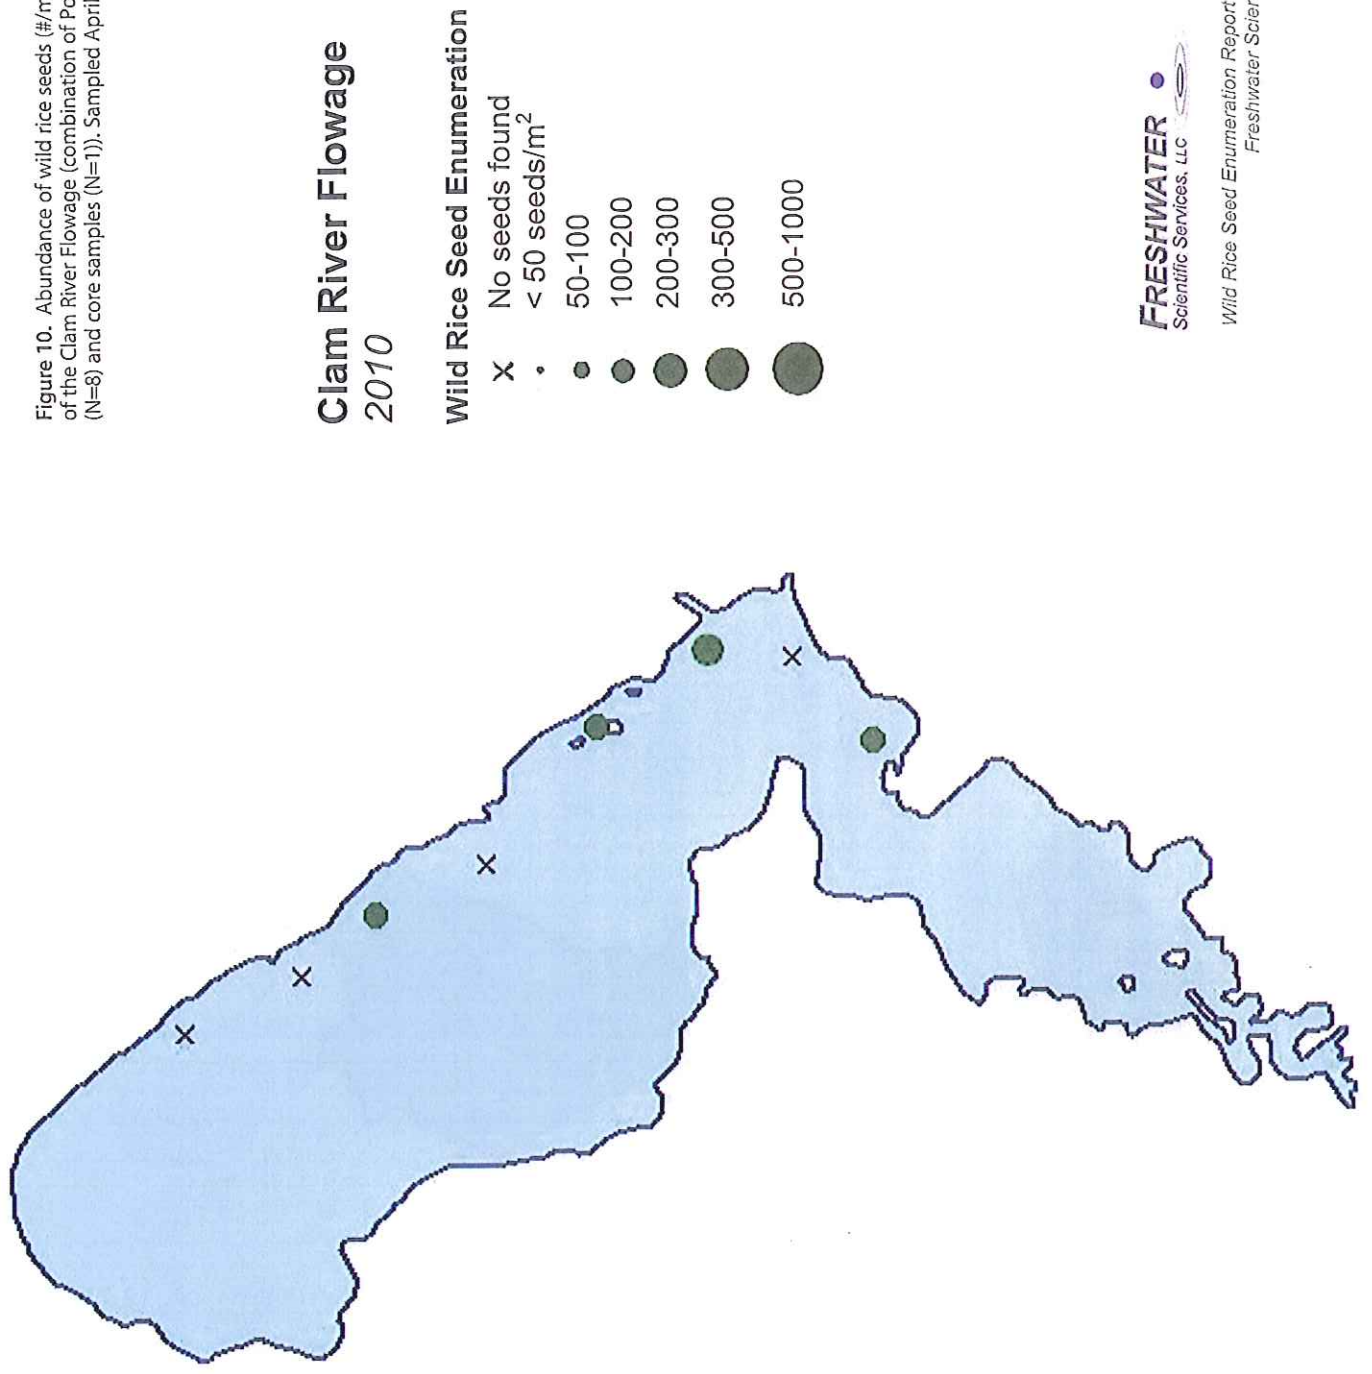 Figure 10. Abundance of wild rice seeds (#/m
of the Clam River Flowage (combination of Po
(N=8) and core samples (N=1)). Sampled April
Clam River Flowage
2010
Wild Rice Seed Enumeration
X No seeds found
< 50 seeds/m²
50-100
100-200
200-300
300-500
500-1000
FRESHWATER
Scientific Services, LLC
Wild Rice Seed Enumeration Report
Freshwater Scien